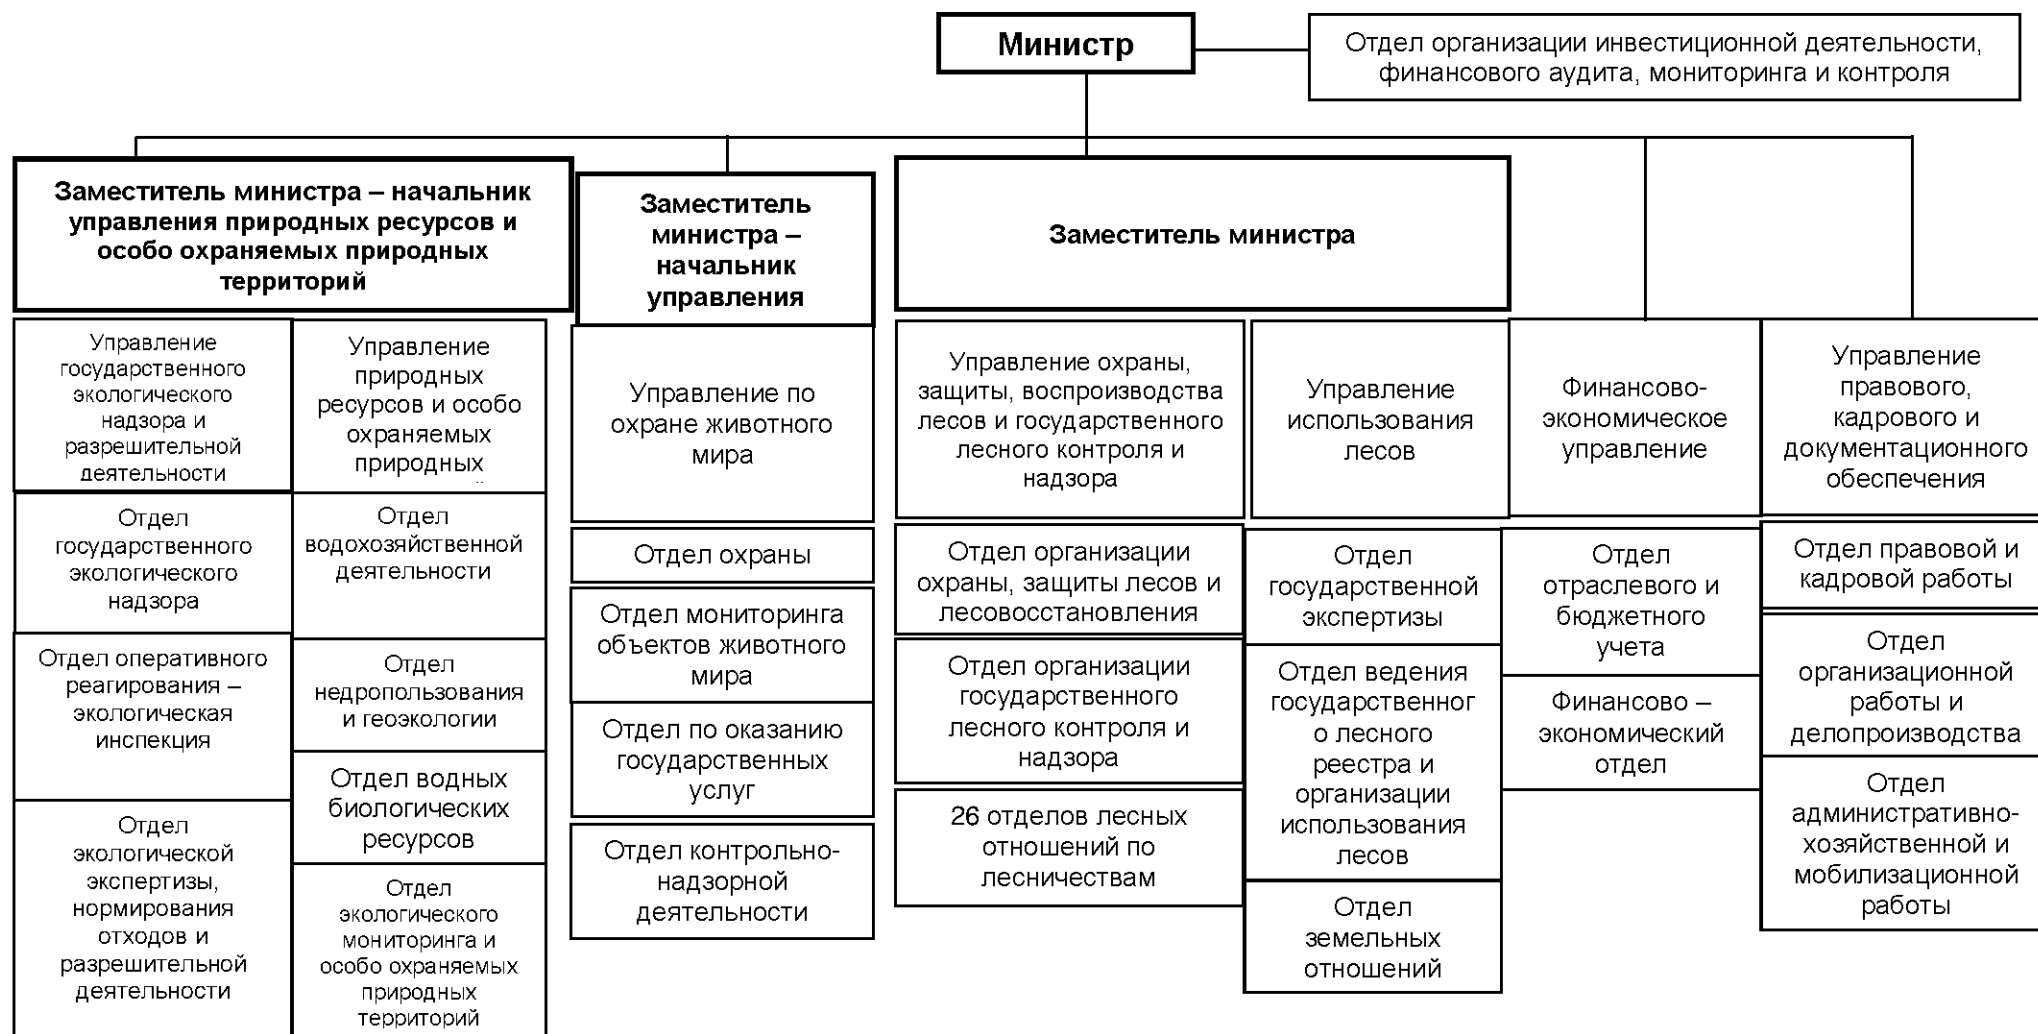 Министр
Отдел организации инвестиционной деятельности,
финансового аудита, мониторинга и контроля
Заместитель министра – начальник
управления природных ресурсов и
особо охраняемых природных
территорий
Заместитель
министра –
начальник
управления
Заместитель министра
Управление
государственного
экологического
надзора и
разрешительной
деятельности
Управление
природных
ресурсов и особо
охраняемых
природных
Управление по
охране животного
мира
Управление охраны,
защиты, воспроизводства
лесов и государственного
лесного контроля и
надзора
Управление
использования
лесов
Финансово-
экономическое
управление
Управление
правового,
кадрового и
документационного
обеспечения
Отдел
государственного
экологического
надзора
Отдел оперативного
реагирования –
экологическая
инспекция
Отдел
экологической
экспертизы,
нормирования
отходов и
разрешительной
деятельности
Отдел
водохозяйственной
деятельности
Отдел
недропользования
и геоэкологии
Отдел водных
биологических
ресурсов
Отдел
экологического
мониторинга и
особо охраняемых
природных
территорий
Отдел охраны
Отдел мониторинга
объектов животного
мира
Отдел по оказанию
государственных
услуг
Отдел контрольно-
надзорной
деятельности
Отдел организации
охраны, защиты лесов и
лесовосстановления
Отдел организации
государственного
лесного контроля и
надзора
26 отделов лесных
отношений по
лесничествам
Отдел
государственной
экспертизы
Отдел ведения
государственног
о лесного
реестра и
организации
использования
лесов
Отдел
земельных
отношений
Отдел
отраслевого и
бюджетного
учета
Финансово –
экономический
отдел
Отдел правовой и
кадровой работы
Отдел
организационной
работы и
делопроизводства
Отдел
административно-
хозяйственной и
мобилизационной
работы